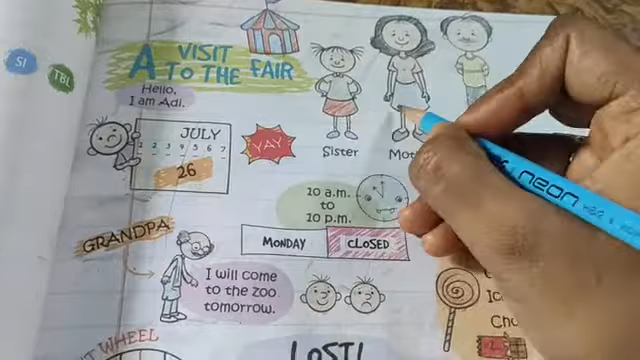 SI
TBL
A VISIT
TO THE FAIR
Hello,
I am Adi.
JULY
1 2 3 4 5 6 7
26
YAY
Sister
10 a.m.
to
10 p.m.
MONDAY
CLOSED
GRANDPA
I will come
to the zoo
tomorrow.
WHEEL
LOST!
neon